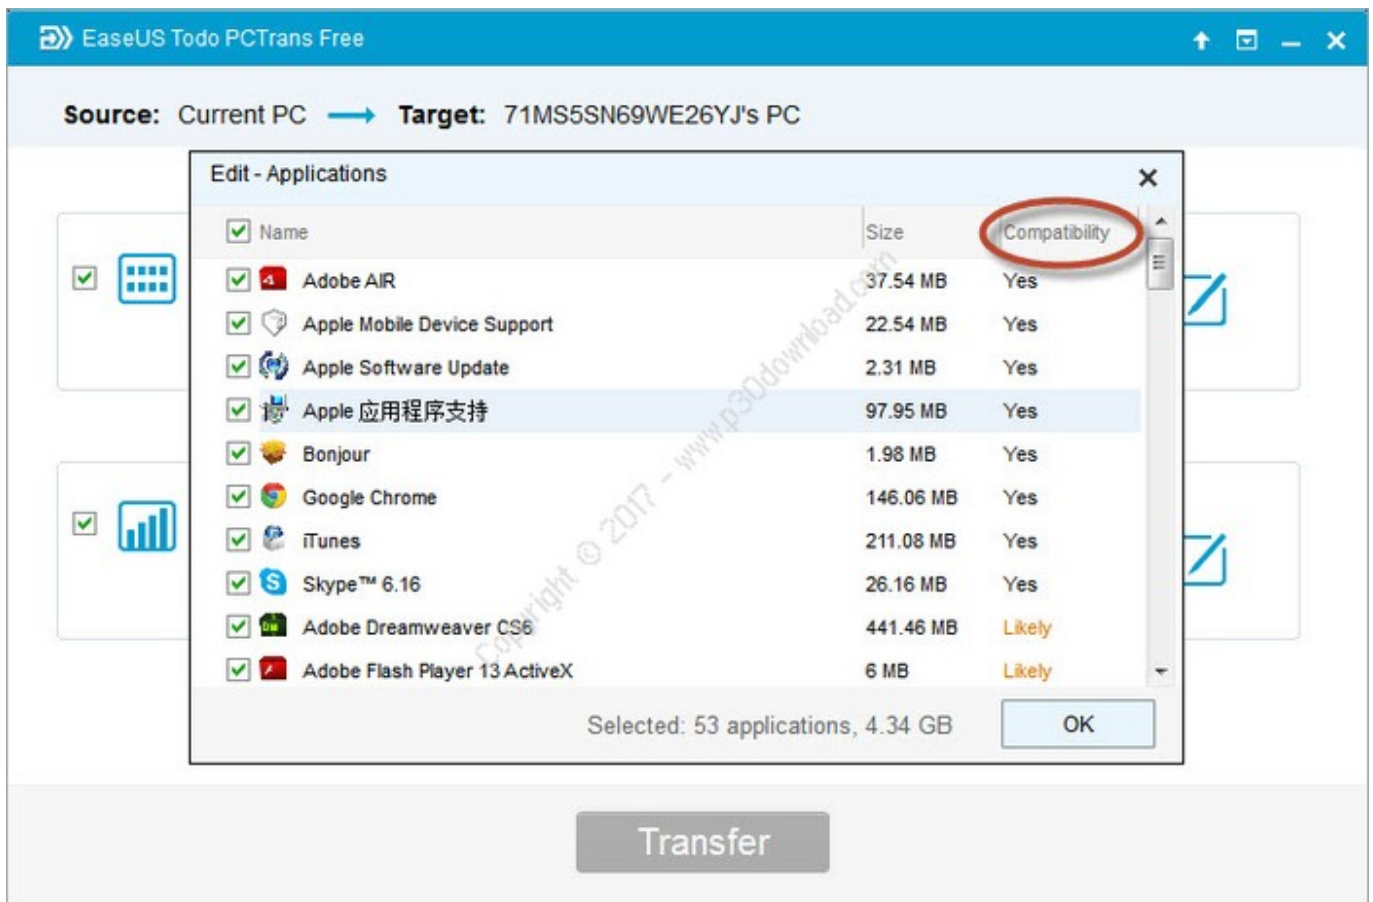 EaseUS Todo PCTrans Free
Source: Current PC Target: 71MS5SN69WE26YJ's PC
Edit - Applications
Name Size Compatibility
Adobe AIR 37.54 MB Yes
Apple Mobile Device Support 22.54 MB Yes
Apple Software Update 2.31 MB Yes
Apple 应用程序支持 97.95 MB Yes
Bonjour 1.98 MB Yes
Google Chrome 146.06 MB Yes
iTunes 211.08 MB Yes
Skype™ 6.16 26.16 MB Yes
Adobe Dreamweaver CS6 441.46 MB Likely
Adobe Flash Player 13 ActiveX 6 MB Likely
Selected: 53 applications, 4.34 GB OK
Transfer
Copyright © 2017 - www.p30download.com